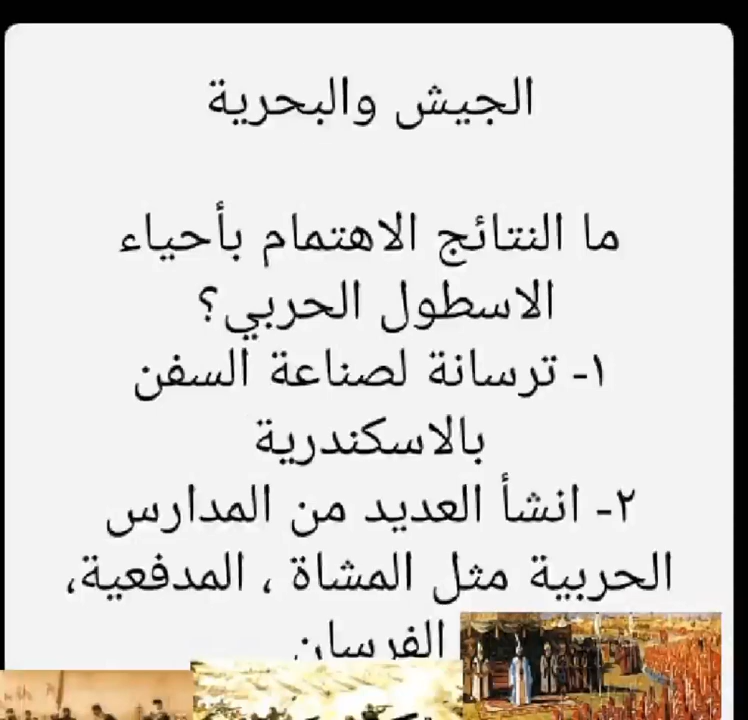 الجيش والبحرية
ما النتائج الاهتمام بأحياء
الاسطول الحربي؟
١- ترسانة لصناعة السفن
بالاسكندرية
٢- انشأ العديد من المدارس
الحربية مثل المشاة ، المدفعية،
الفرسان